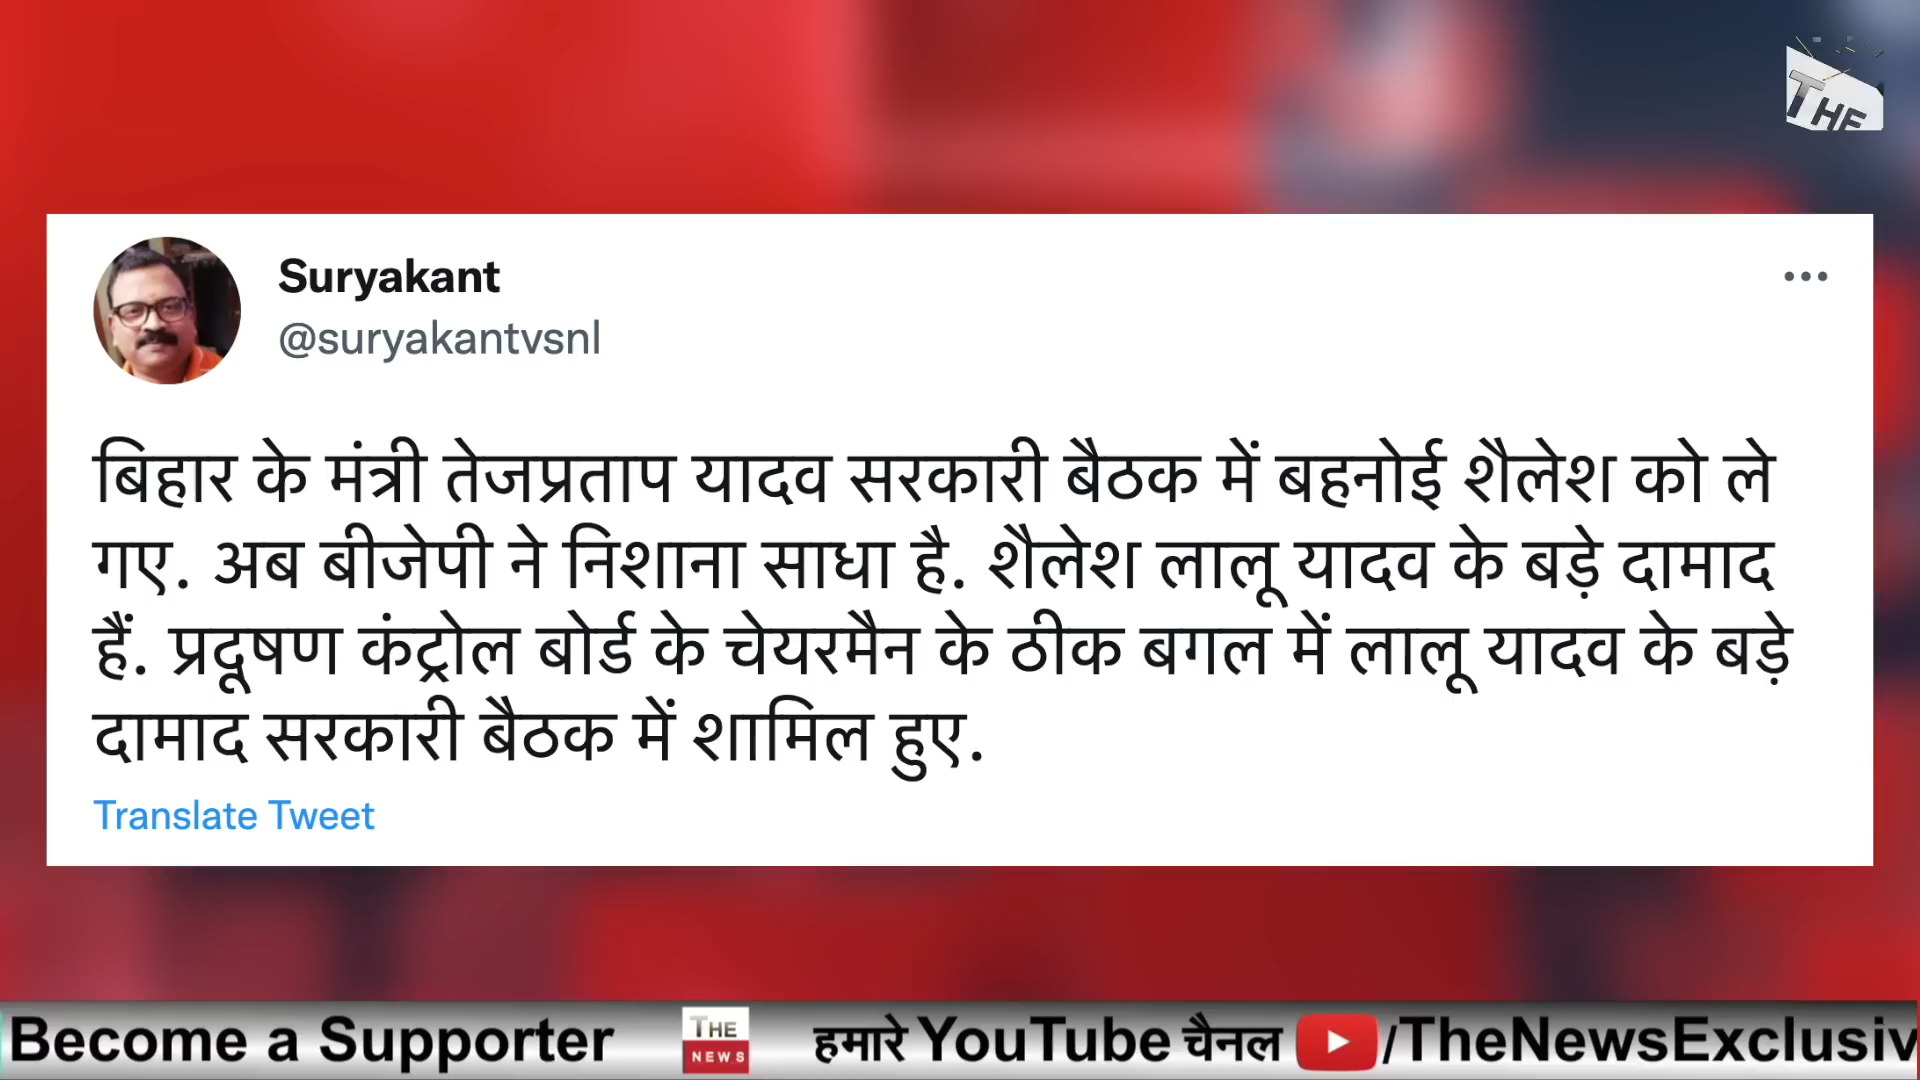 THE
Suryakant
@suryakantvsnl
बिहार के मंत्री तेजप्रताप यादव सरकारी बैठक में बहनोई शैलेश को ले
गए. अब बीजेपी ने निशाना साधा है. शैलेश लालू यादव के बड़े दामाद
हैं. प्रदूषण कंट्रोल बोर्ड के चेयरमैन के ठीक बगल में लालू यादव के बड़े
दामाद सरकारी बैठक में शामिल हुए.
Translate Tweet
Become a Supporter THE NEWS हमारे YouTube चैनल /TheNewsExclusiv